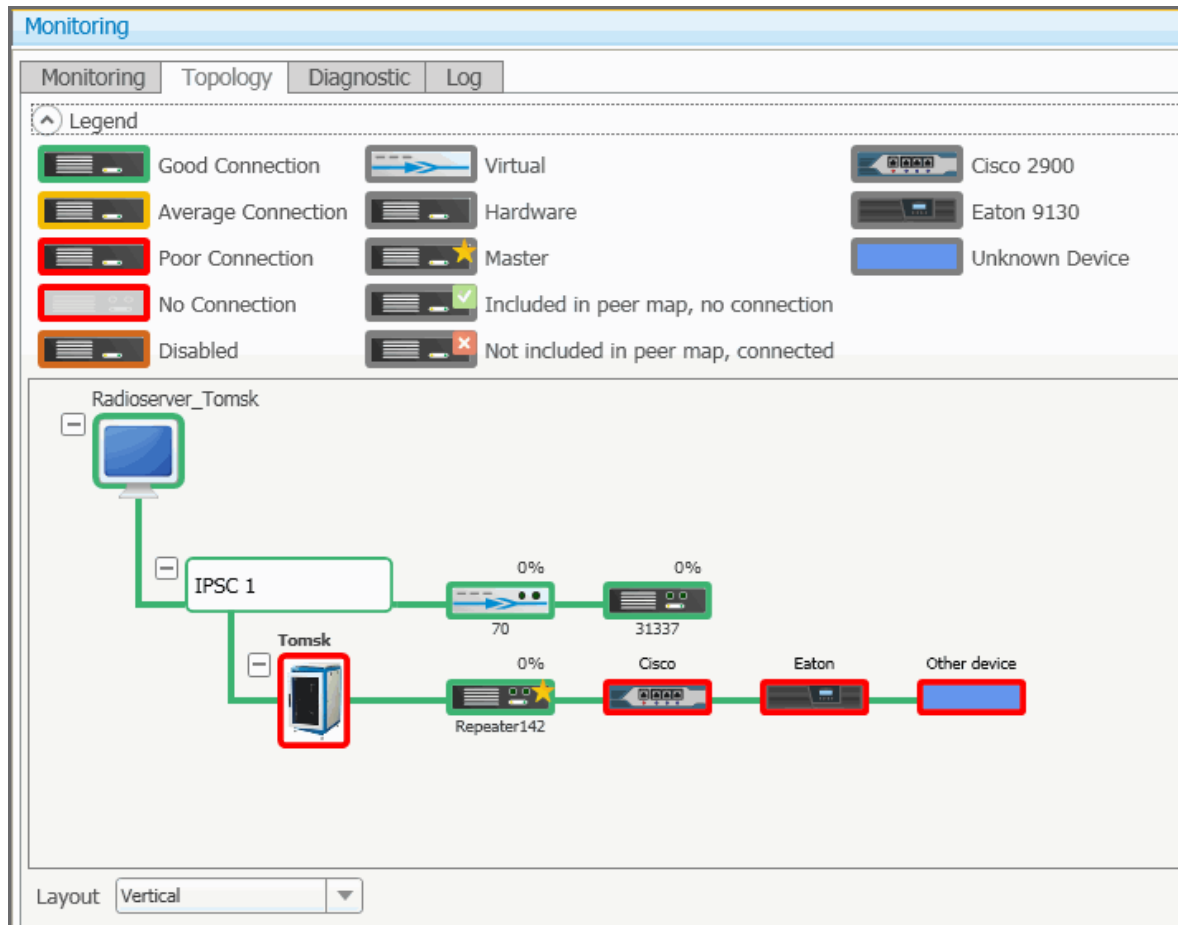 Monitoring
Monitoring Topology Diagnostic Log
Legend
Good Connection Virtual Cisco 2900
Average Connection Hardware Eaton 9130
Poor Connection Master Unknown Device
No Connection Included in peer map, no connection
Disabled Not included in peer map, connected
Radioserver_Tomsk
0% 0%
IPSC 1
70 31337
Tomsk
0% Cisco Eaton Other device
Repeater142
Layout Vertical